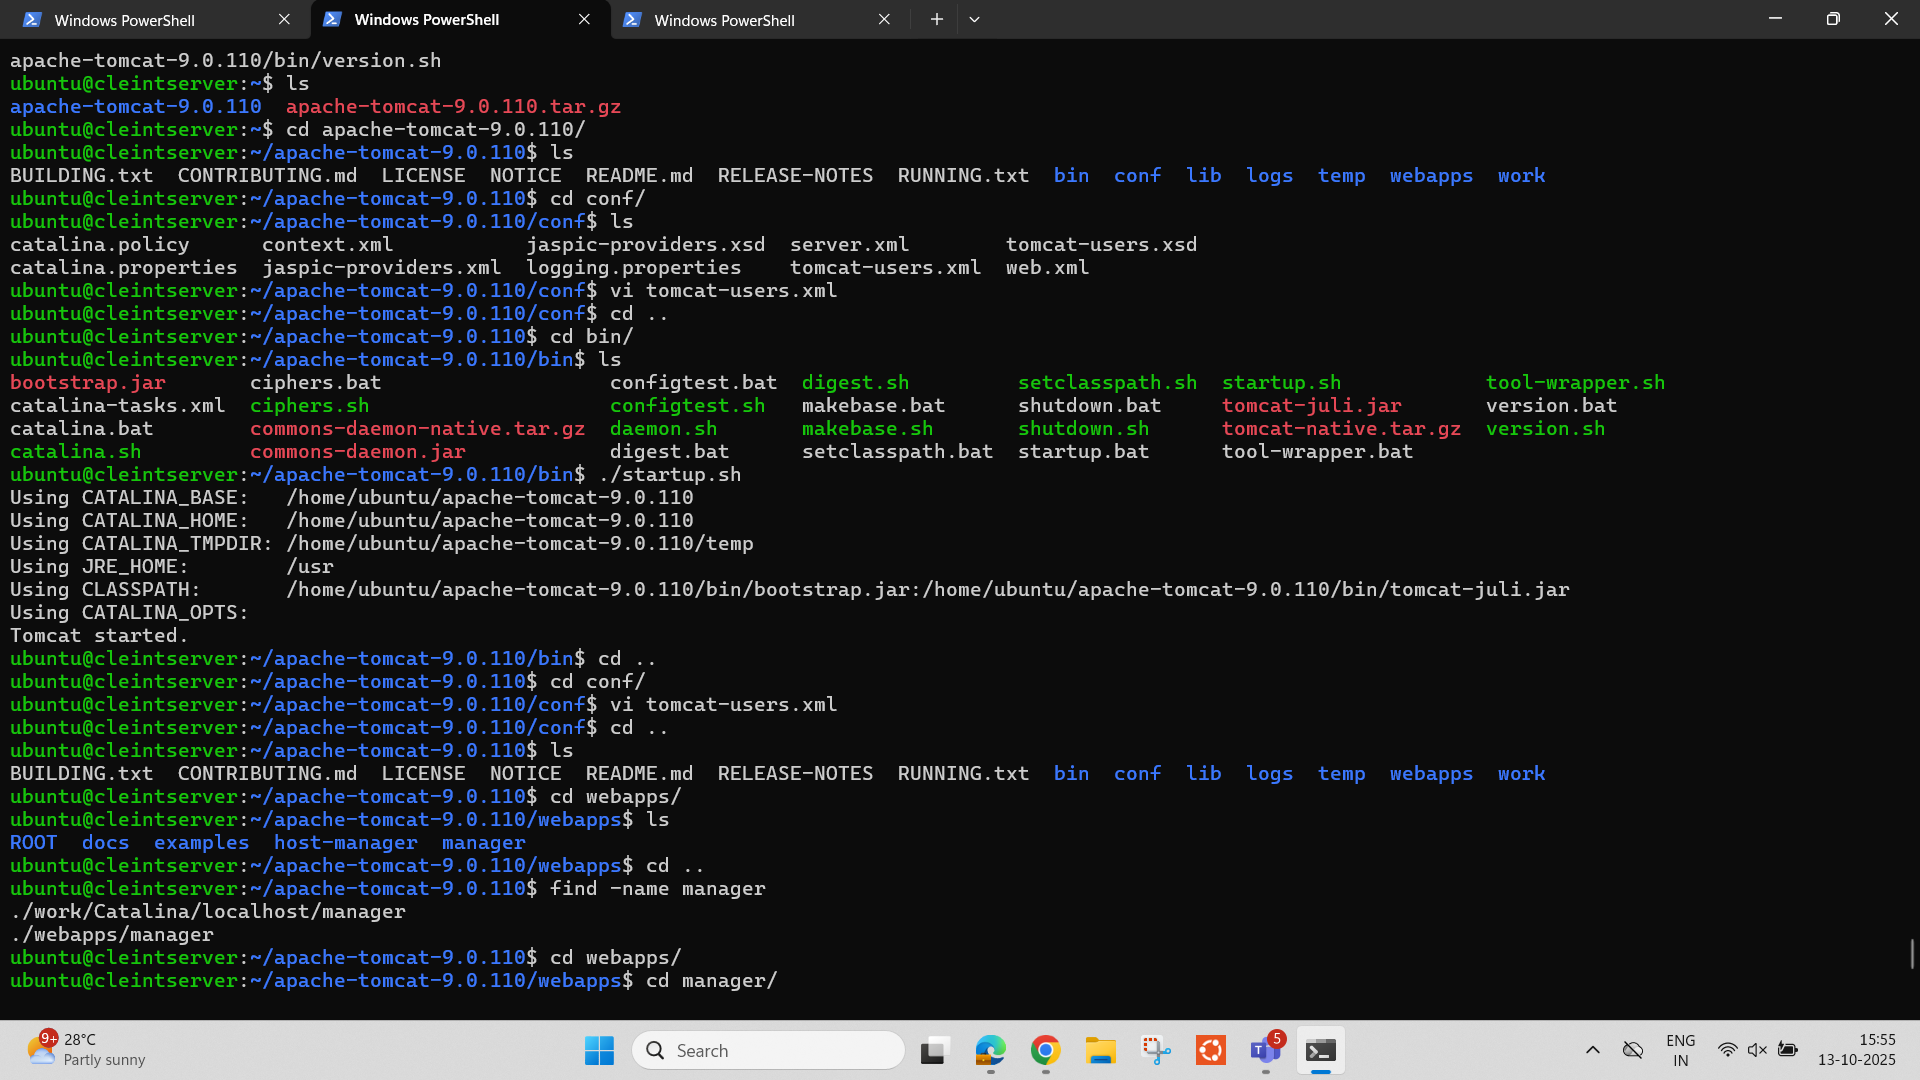 Windows PowerShell Windows PowerShell Windows PowerShell
apache-tomcat-9.0.110/bin/version.sh
ubuntu@cleintserver:~$ ls
apache-tomcat-9.0.110  apache-tomcat-9.0.110.tar.gz
ubuntu@cleintserver:~$ cd apache-tomcat-9.0.110/
ubuntu@cleintserver:~/apache-tomcat-9.0.110$ ls
BUILDING.txt  CONTRIBUTING.md  LICENSE  NOTICE  README.md  RELEASE-NOTES  RUNNING.txt  bin  conf  lib  logs  temp  webapps  work
ubuntu@cleintserver:~/apache-tomcat-9.0.110$ cd conf/
ubuntu@cleintserver:~/apache-tomcat-9.0.110/conf$ ls
catalina.policy      context.xml           jaspic-providers.xsd  server.xml        tomcat-users.xsd
catalina.properties  jaspic-providers.xml  logging.properties    tomcat-users.xml  web.xml
ubuntu@cleintserver:~/apache-tomcat-9.0.110/conf$ vi tomcat-users.xml
ubuntu@cleintserver:~/apache-tomcat-9.0.110/conf$ cd ..
ubuntu@cleintserver:~/apache-tomcat-9.0.110$ cd bin/
ubuntu@cleintserver:~/apache-tomcat-9.0.110/bin$ ls
bootstrap.jar       ciphers.bat                   configtest.bat  digest.sh         setclasspath.sh  startup.sh            tool-wrapper.sh
catalina-tasks.xml  ciphers.sh                    configtest.sh   makebase.bat      shutdown.bat     tomcat-juli.jar       version.bat
catalina.bat        commons-daemon-native.tar.gz  daemon.sh       makebase.sh       shutdown.sh      tomcat-native.tar.gz  version.sh
catalina.sh         commons-daemon.jar            digest.bat      setclasspath.bat  startup.bat      tool-wrapper.bat
ubuntu@cleintserver:~/apache-tomcat-9.0.110/bin$ ./startup.sh
Using CATALINA_BASE:   /home/ubuntu/apache-tomcat-9.0.110
Using CATALINA_HOME:   /home/ubuntu/apache-tomcat-9.0.110
Using CATALINA_TMPDIR: /home/ubuntu/apache-tomcat-9.0.110/temp
Using JRE_HOME:        /usr
Using CLASSPATH:       /home/ubuntu/apache-tomcat-9.0.110/bin/bootstrap.jar:/home/ubuntu/apache-tomcat-9.0.110/bin/tomcat-juli.jar
Using CATALINA_OPTS:
Tomcat started.
ubuntu@cleintserver:~/apache-tomcat-9.0.110/bin$ cd ..
ubuntu@cleintserver:~/apache-tomcat-9.0.110$ cd conf/
ubuntu@cleintserver:~/apache-tomcat-9.0.110/conf$ vi tomcat-users.xml
ubuntu@cleintserver:~/apache-tomcat-9.0.110/conf$ cd ..
ubuntu@cleintserver:~/apache-tomcat-9.0.110$ ls
BUILDING.txt  CONTRIBUTING.md  LICENSE  NOTICE  README.md  RELEASE-NOTES  RUNNING.txt  bin  conf  lib  logs  temp  webapps  work
ubuntu@cleintserver:~/apache-tomcat-9.0.110$ cd webapps/
ubuntu@cleintserver:~/apache-tomcat-9.0.110/webapps$ ls
ROOT  docs  examples  host-manager  manager
ubuntu@cleintserver:~/apache-tomcat-9.0.110/webapps$ cd ..
ubuntu@cleintserver:~/apache-tomcat-9.0.110$ find -name manager
./work/Catalina/localhost/manager
./webapps/manager
ubuntu@cleintserver:~/apache-tomcat-9.0.110$ cd webapps/
ubuntu@cleintserver:~/apache-tomcat-9.0.110/webapps$ cd manager/
9+ 28°C
Partly sunny
Search
T 5
ENG
IN
15:55
13-10-2025